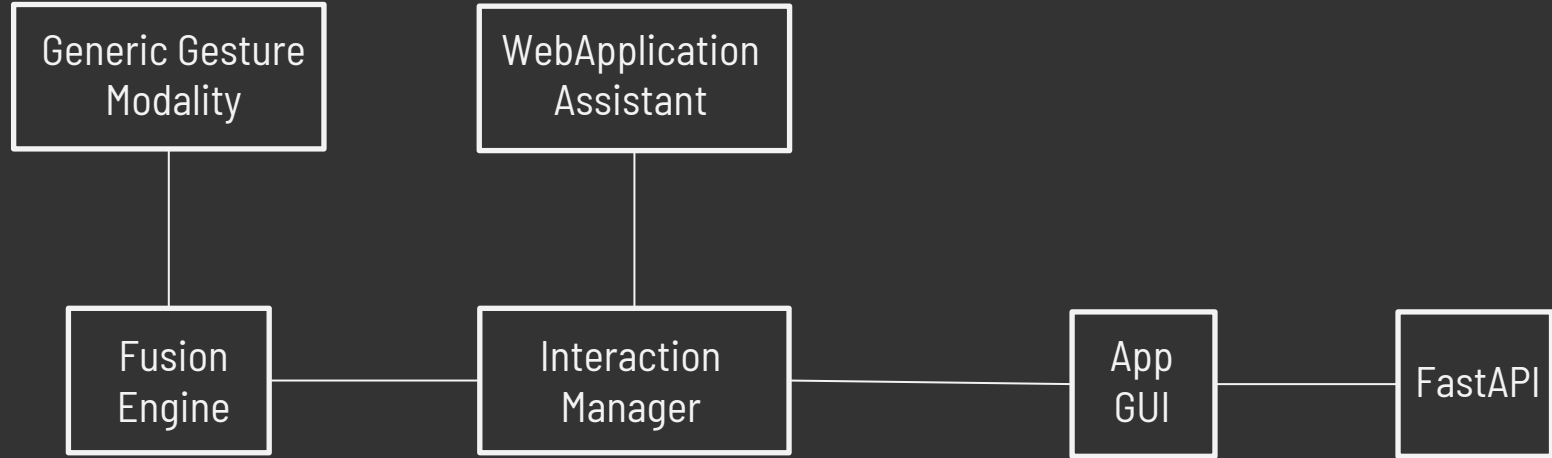 Generic Gesture
Modality
WebApplication
Assistant
Fusion
Engine
Interaction
Manager
App
GUI
FastAPI